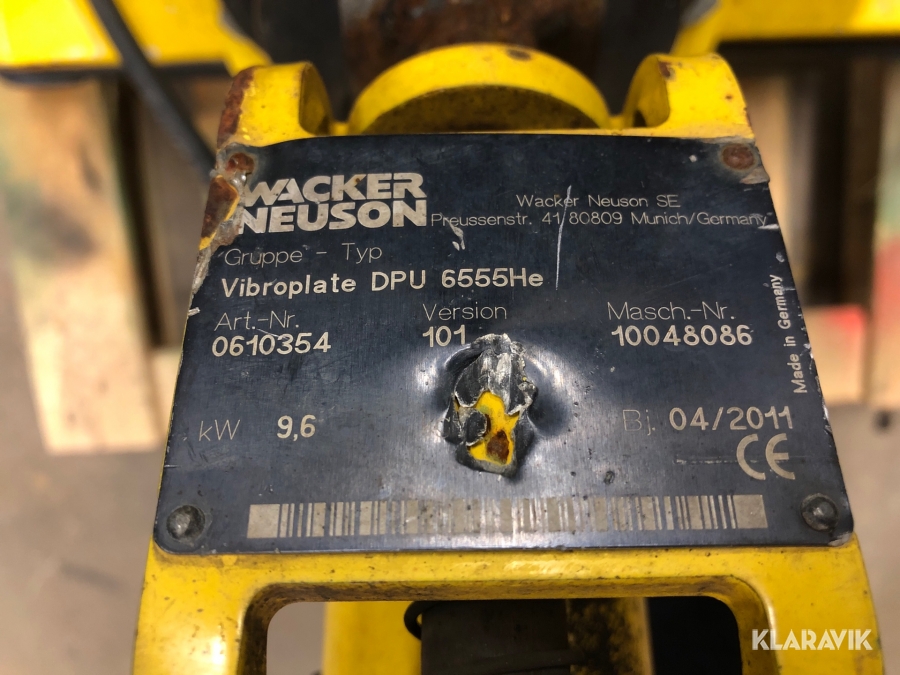 WACKER
NEUSON
Wacker Neuson SE
Preussenstr. 41 80809 Munich/Germany
Gruppe - Typ
Vibroplate DPU 6555He
Art.-Nr. Version Masch.-Nr.
0610354 101 10048086
Made in Germany
kW 9,6 Bj. 04/2011
CE
KLARAVIK